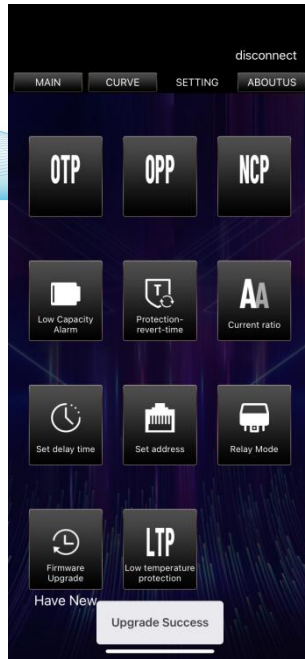 disconnect
MAIN CURVE SETTING ABOUTUS
OTP OPP NCP
Low Capacity
Alarm
Protection-
revert-time
Current ratio
Set delay time Set address Relay Mode
Firmware
Upgrade
LTP
Low temperature
protection
Have New
Upgrade Success